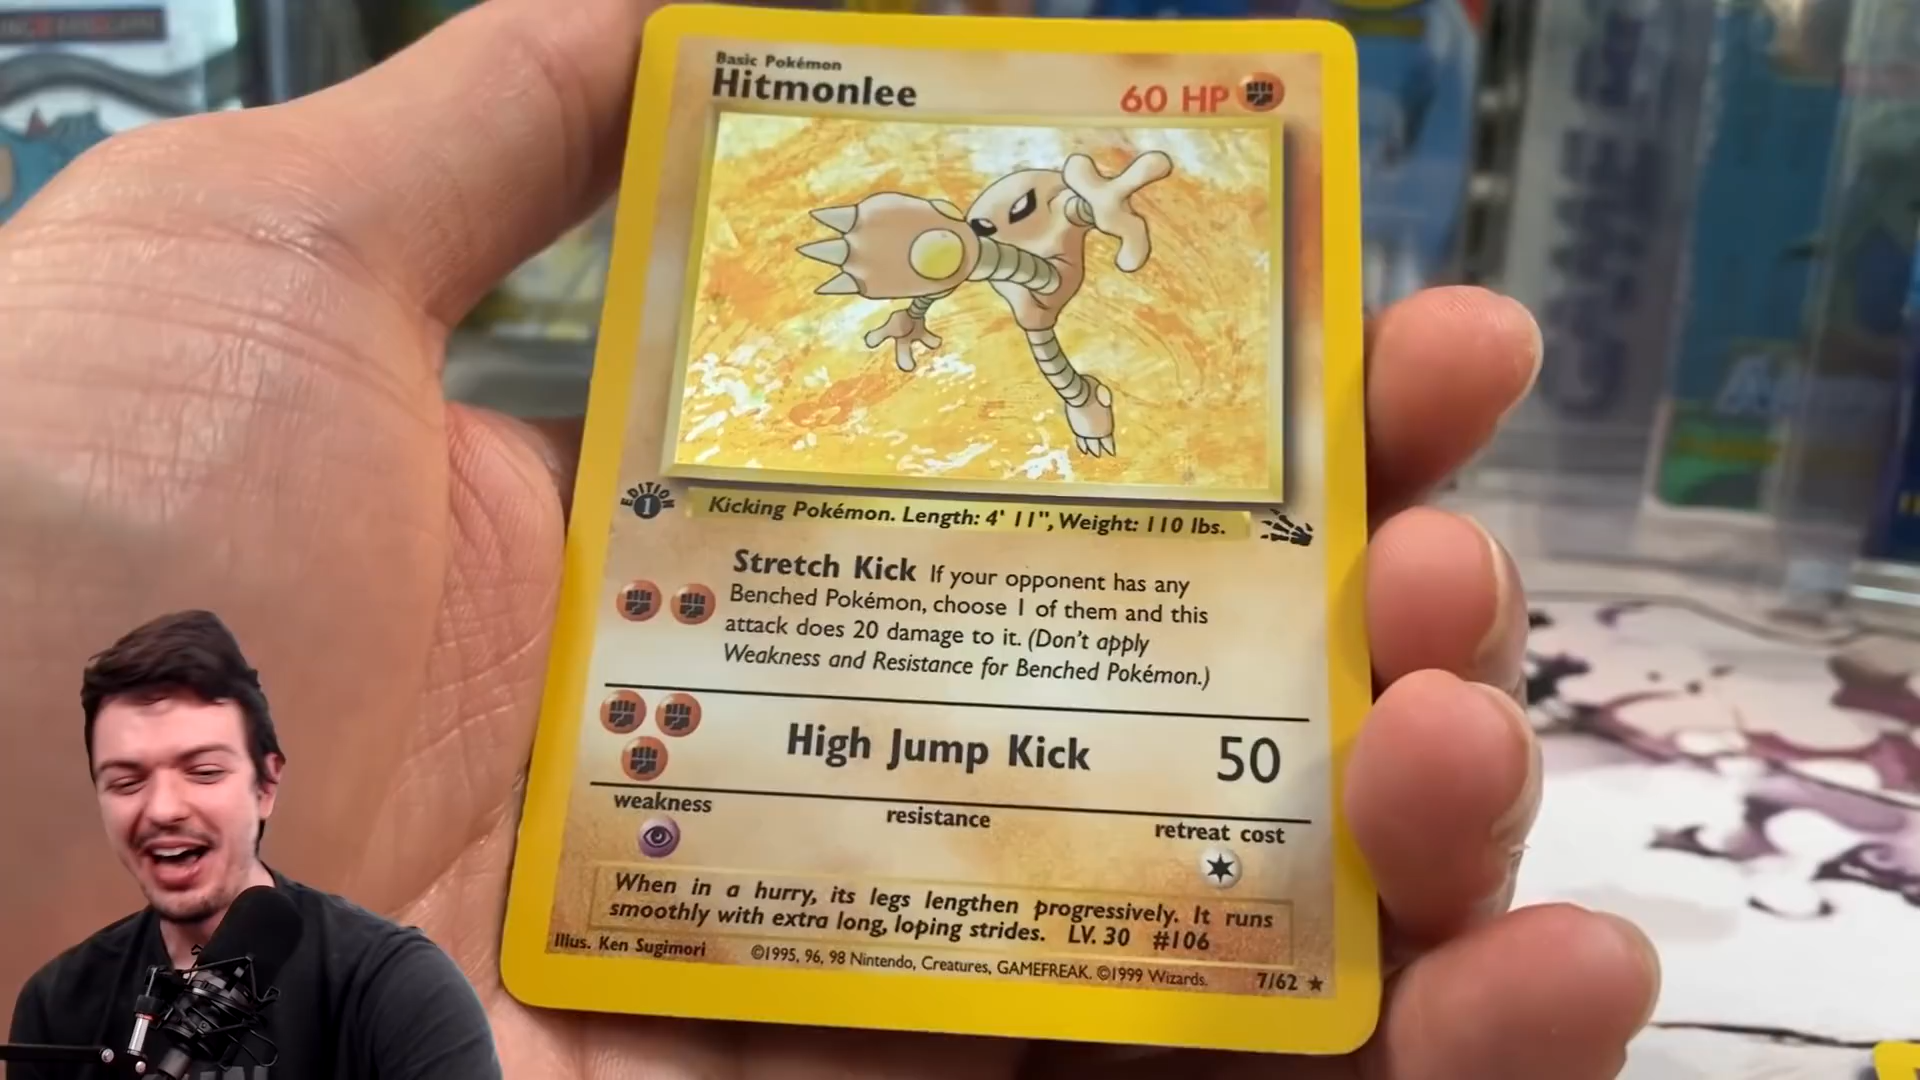 Basic Pokémon
Hitmonlee
60 HP
EDITION
1
Kicking Pokémon. Length: 4' 11", Weight: 110 lbs.
Stretch Kick If your opponent has any
Benched Pokémon, choose 1 of them and this
attack does 20 damage to it. (Don't apply
Weakness and Resistance for Benched Pokémon.)
High Jump Kick 50
weakness
resistance
retreat cost
When in a hurry, its legs lengthen progressively. It runs
smoothly with extra long, loping strides. LV. 30 #106
Illus. Ken Sugimori
©1995, 96, 98 Nintendo, Creatures, GAMEFREAK. ©1999 Wizards.
7/62 ★